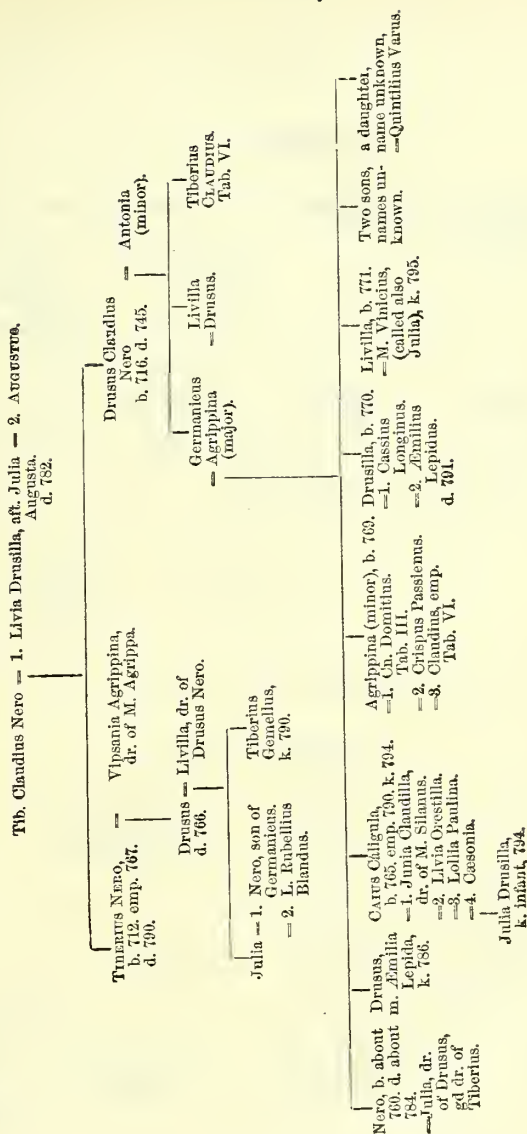 Tib. Claudius Nero = 1. Livia Drusilla, aft. Julia = 2. AUGUSTUS.
Augusta.
d. 782.
TIBERIUS NERO,
b. 712. emp. 767.
d. 790.
= Vipsania Agrippina,
dr. of M. Agrippa.
Drusus Claudius
Nero
b. 716. d. 745.
= Antonia
(minor).
Drusus = Livilla, dr. of
d. 766. Drusus Nero.
Germanicus
= Agrippina
(major).
Livilla
=Drusus.
Tiberius
CLAUDIUS.
Tab. VI.
Julia = 1. Nero, son of
Germanicus.
= 2. L. Rubellius
Blandus.
Tiberius
Gemellus,
k. 790.
Nero, b. about
760. d. about
784.
=Julia, dr.
of Drusus,
gd dr. of
Tiberius.
Drusus,
m. Æmilia
Lepida,
k. 786.
CAIUS CALIGULA,
b. 765, emp. 790, k. 794.
=1. Junia Claudilla,
dr. of M. Silanus.
=2. Livia Orestilla.
=3. Lollia Paulina.
=4. Cæsonia.
Julia Drusilla,
k. infant, 794.
Agrippina (minor), b. 769.
=1. Cn. Domitius.
Tab. III.
=2. Crispus Passienus.
=3. Claudius, emp.
Tab. VI.
Drusilla, b. 770.
=1. Cassius
Longinus.
=2. Æmilius
Lepidus.
d. 791.
Livilla, b. 771.
=M. Vinicius,
(called also
Julia), k. 795.
Two sons,
names un-
known.
a daughter,
name unknown,
=Quintilius Varus.